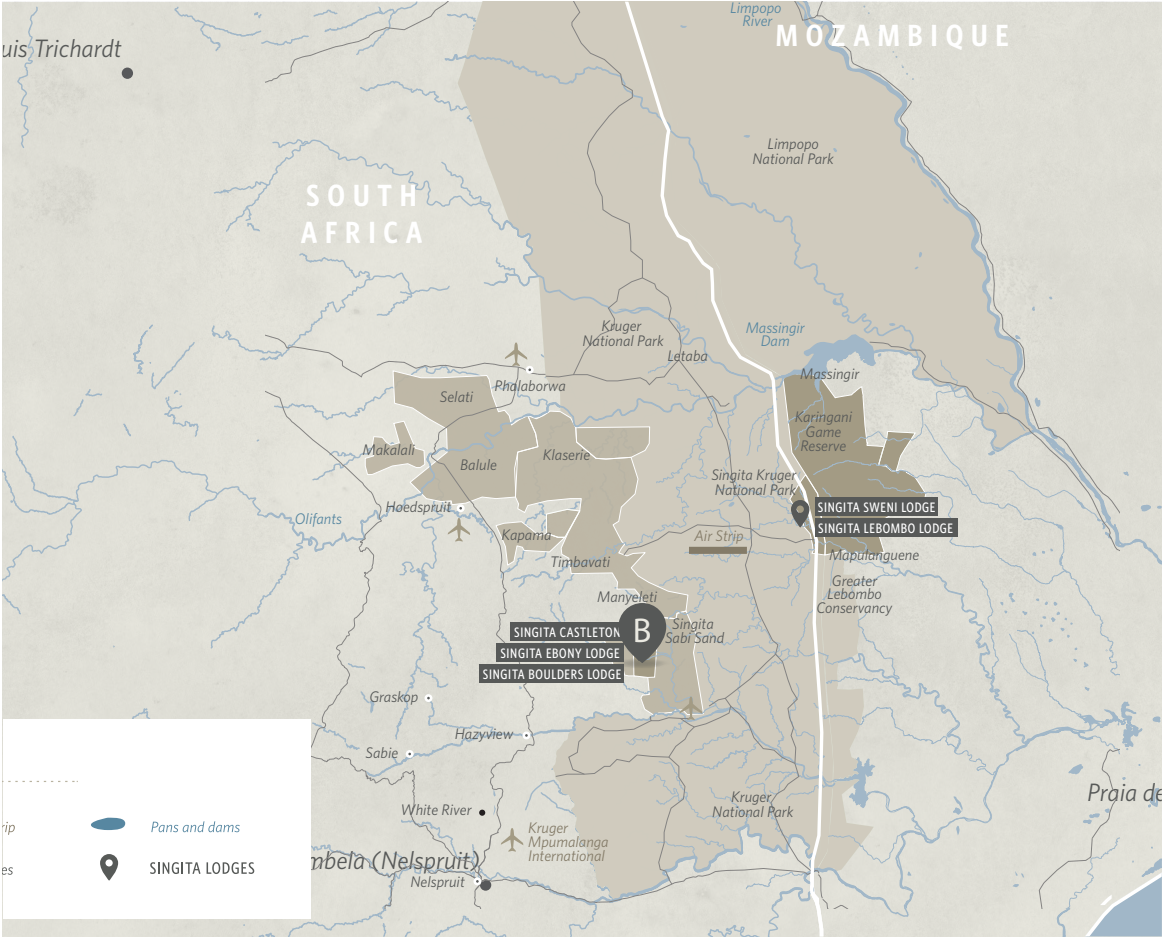 Limpopo
River
MOZAMBIQUE
uis Trichardt
Limpopo
National Park
SOUTH
AFRICA
Kruger
National Park
Massingir
Dam
Letaba
Massingir
Phalaborwa
Selati
Karingani
Game
Reserve
Makalali
Balule
Klaserie
Singita Kruger
National Park
Hoedspruit
SINGITA SWENI LODGE
SINGITA LEBOMBO LODGE
Olifants
Kapama
Air Strip
Mapulanguene
Timbavati
Greater
Lebombo
Conservancy
Manyeleti
SINGITA CASTLETON
B
Singita
Sabi Sand
SINGITA EBONY LODGE
SINGITA BOULDERS LODGE
Graskop
Hazyview
Sabie
Praia de
Kruger
National Park
White River
rip
Pans and dams
Kruger
Mpumalanga
International
mbela (Nelspruit)
es
SINGITA LODGES
Nelspruit